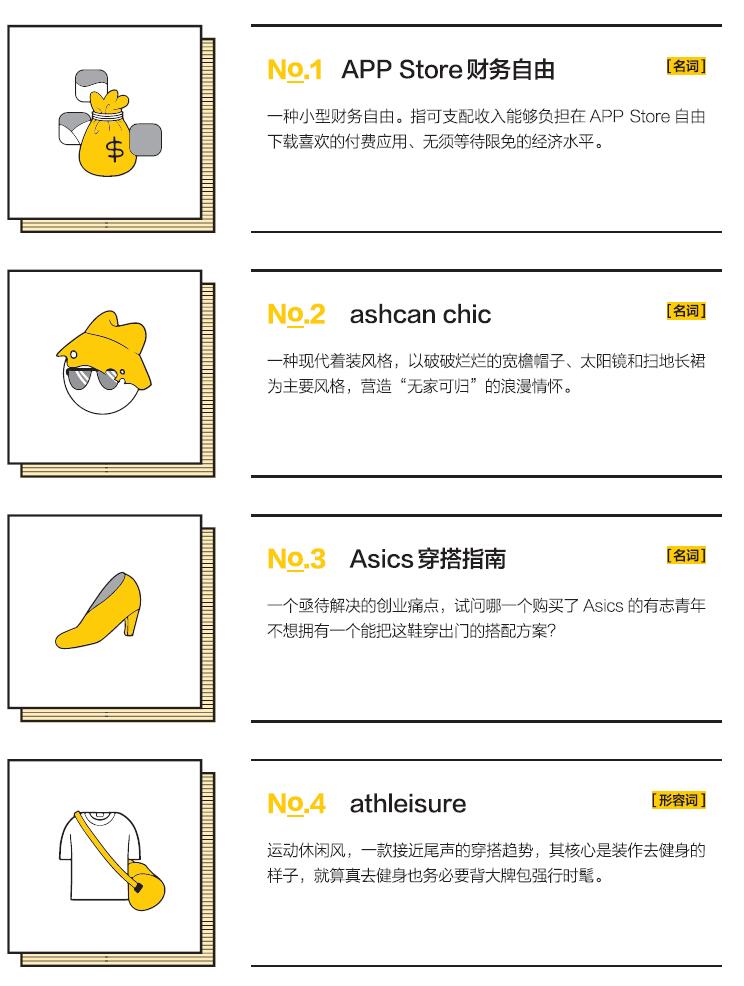 No.1 APP Store财务自由 [名词]
一种小型财务自由。指可支配收入能够负担在 APP Store 自由
下载喜欢的付费应用、无须等待限免的经济水平。
$
No.2 ashcan chic [名词]
一种现代着装风格，以破破烂烂的宽檐帽子、太阳镜和扫地长裙
为主要风格，营造“无家可归”的浪漫情怀。
No.3 Asics穿搭指南 [名词]
一个亟待解决的创业痛点，试问哪一个购买了 Asics 的有志青年
不想拥有一个能把这鞋穿出门的搭配方案？
No.4 athleisure [形容词]
运动休闲风，一款接近尾声的穿搭趋势，其核心是装作去健身的
样子，就算真去健身也务必要背大牌包强行时髦。